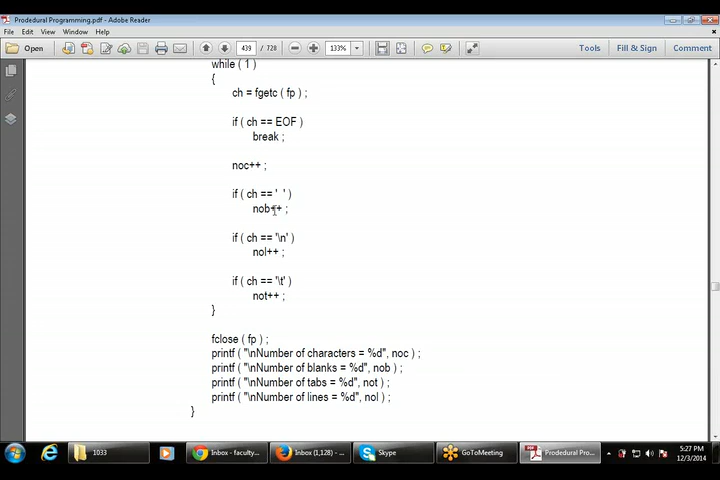 Prodedural Programming.pdf - Adobe Reader
File Edit View Window Help
Open 439 / 728 133% Tools Fill & Sign Comment
while ( 1 )
{
ch = fgetc ( fp ) ;
if ( ch == EOF )
break ;
noc++ ;
if ( ch == ' ' )
nob++ ;
if ( ch == '\n' )
nol++ ;
if ( ch == '\t' )
not++ ;
}
fclose ( fp ) ;
printf ( "\nNumber of characters = %d", noc ) ;
printf ( "\nNumber of blanks = %d", nob ) ;
printf ( "\nNumber of tabs = %d", not ) ;
printf ( "\nNumber of lines = %d", nol ) ;
}
1033 Inbox - faculty... Inbox (1,128) - ... Skype GoToMeeting Prodedural Pro... 5:27 PM
12/3/2014